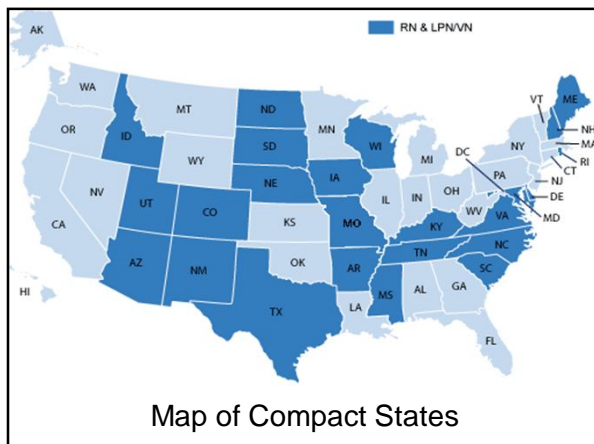 AK
RN & LPN/VN
WA
MT
ND
MN
VT
ME
OR
ID
SD
WI
NY
NH
MA
WY
MI
DC
RI
CT
NE
IA
PA
NJ
NV
UT
CO
IL
IN
OH
DE
CA
KS
MO
WV
VA
MD
KY
NC
AZ
NM
OK
AR
TN
SC
HI
TX
LA
MS
AL
GA
FL
Map of Compact States